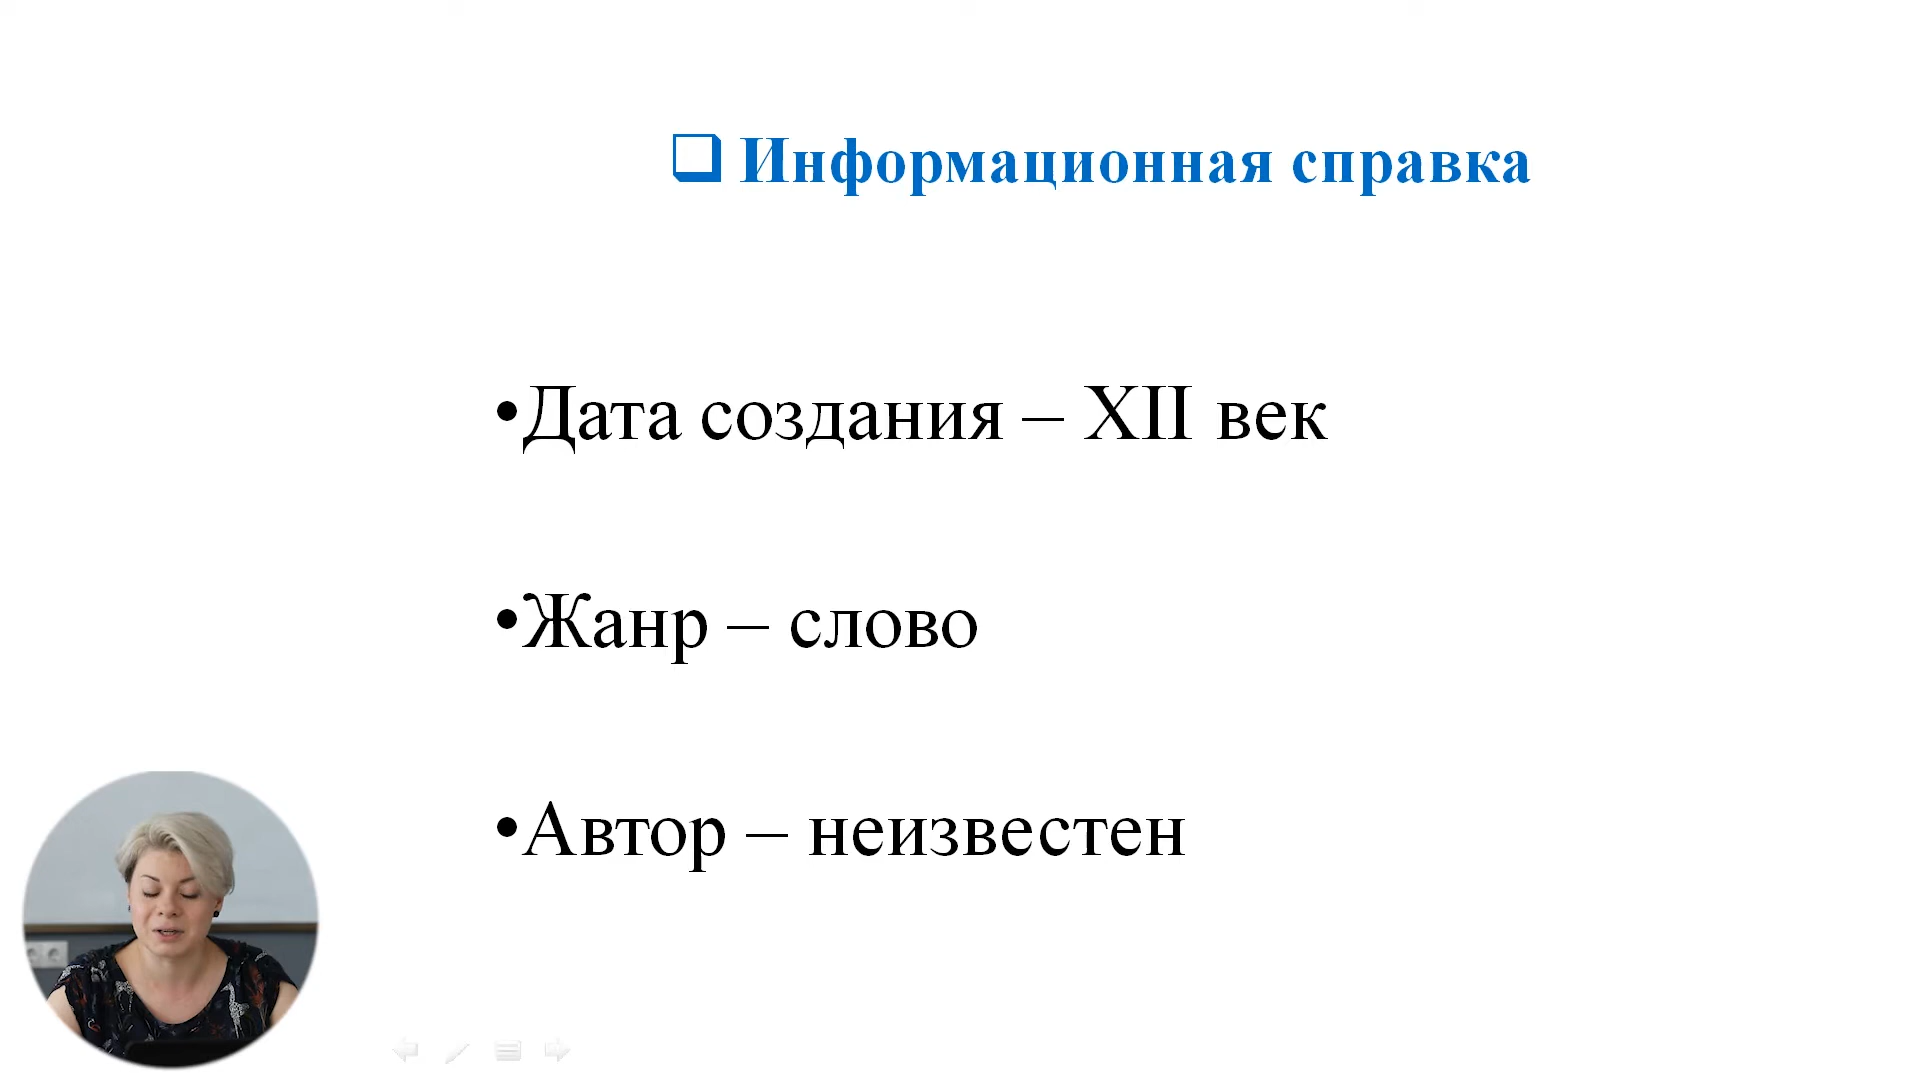 Информационная справка
•Дата создания – XII век
•Жанр – слово
•Автор – неизвестен